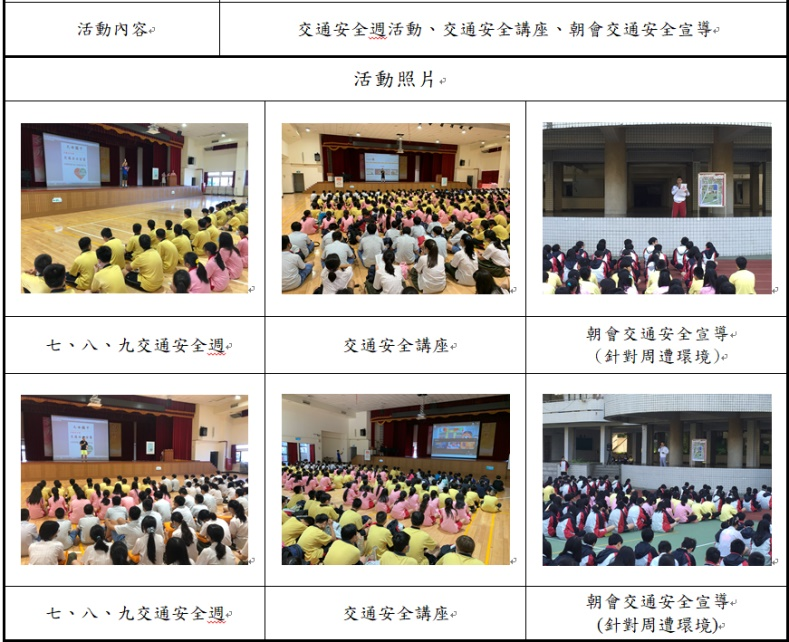 活動內容
交通安全週活動、交通安全講座、朝會交通安全宣導
活動照片
七、八、九交通安全週
交通安全講座
朝會交通安全宣導
(針對周遭環境)
七、八、九交通安全週
交通安全講座
朝會交通安全宣導
(針對周遭環境)